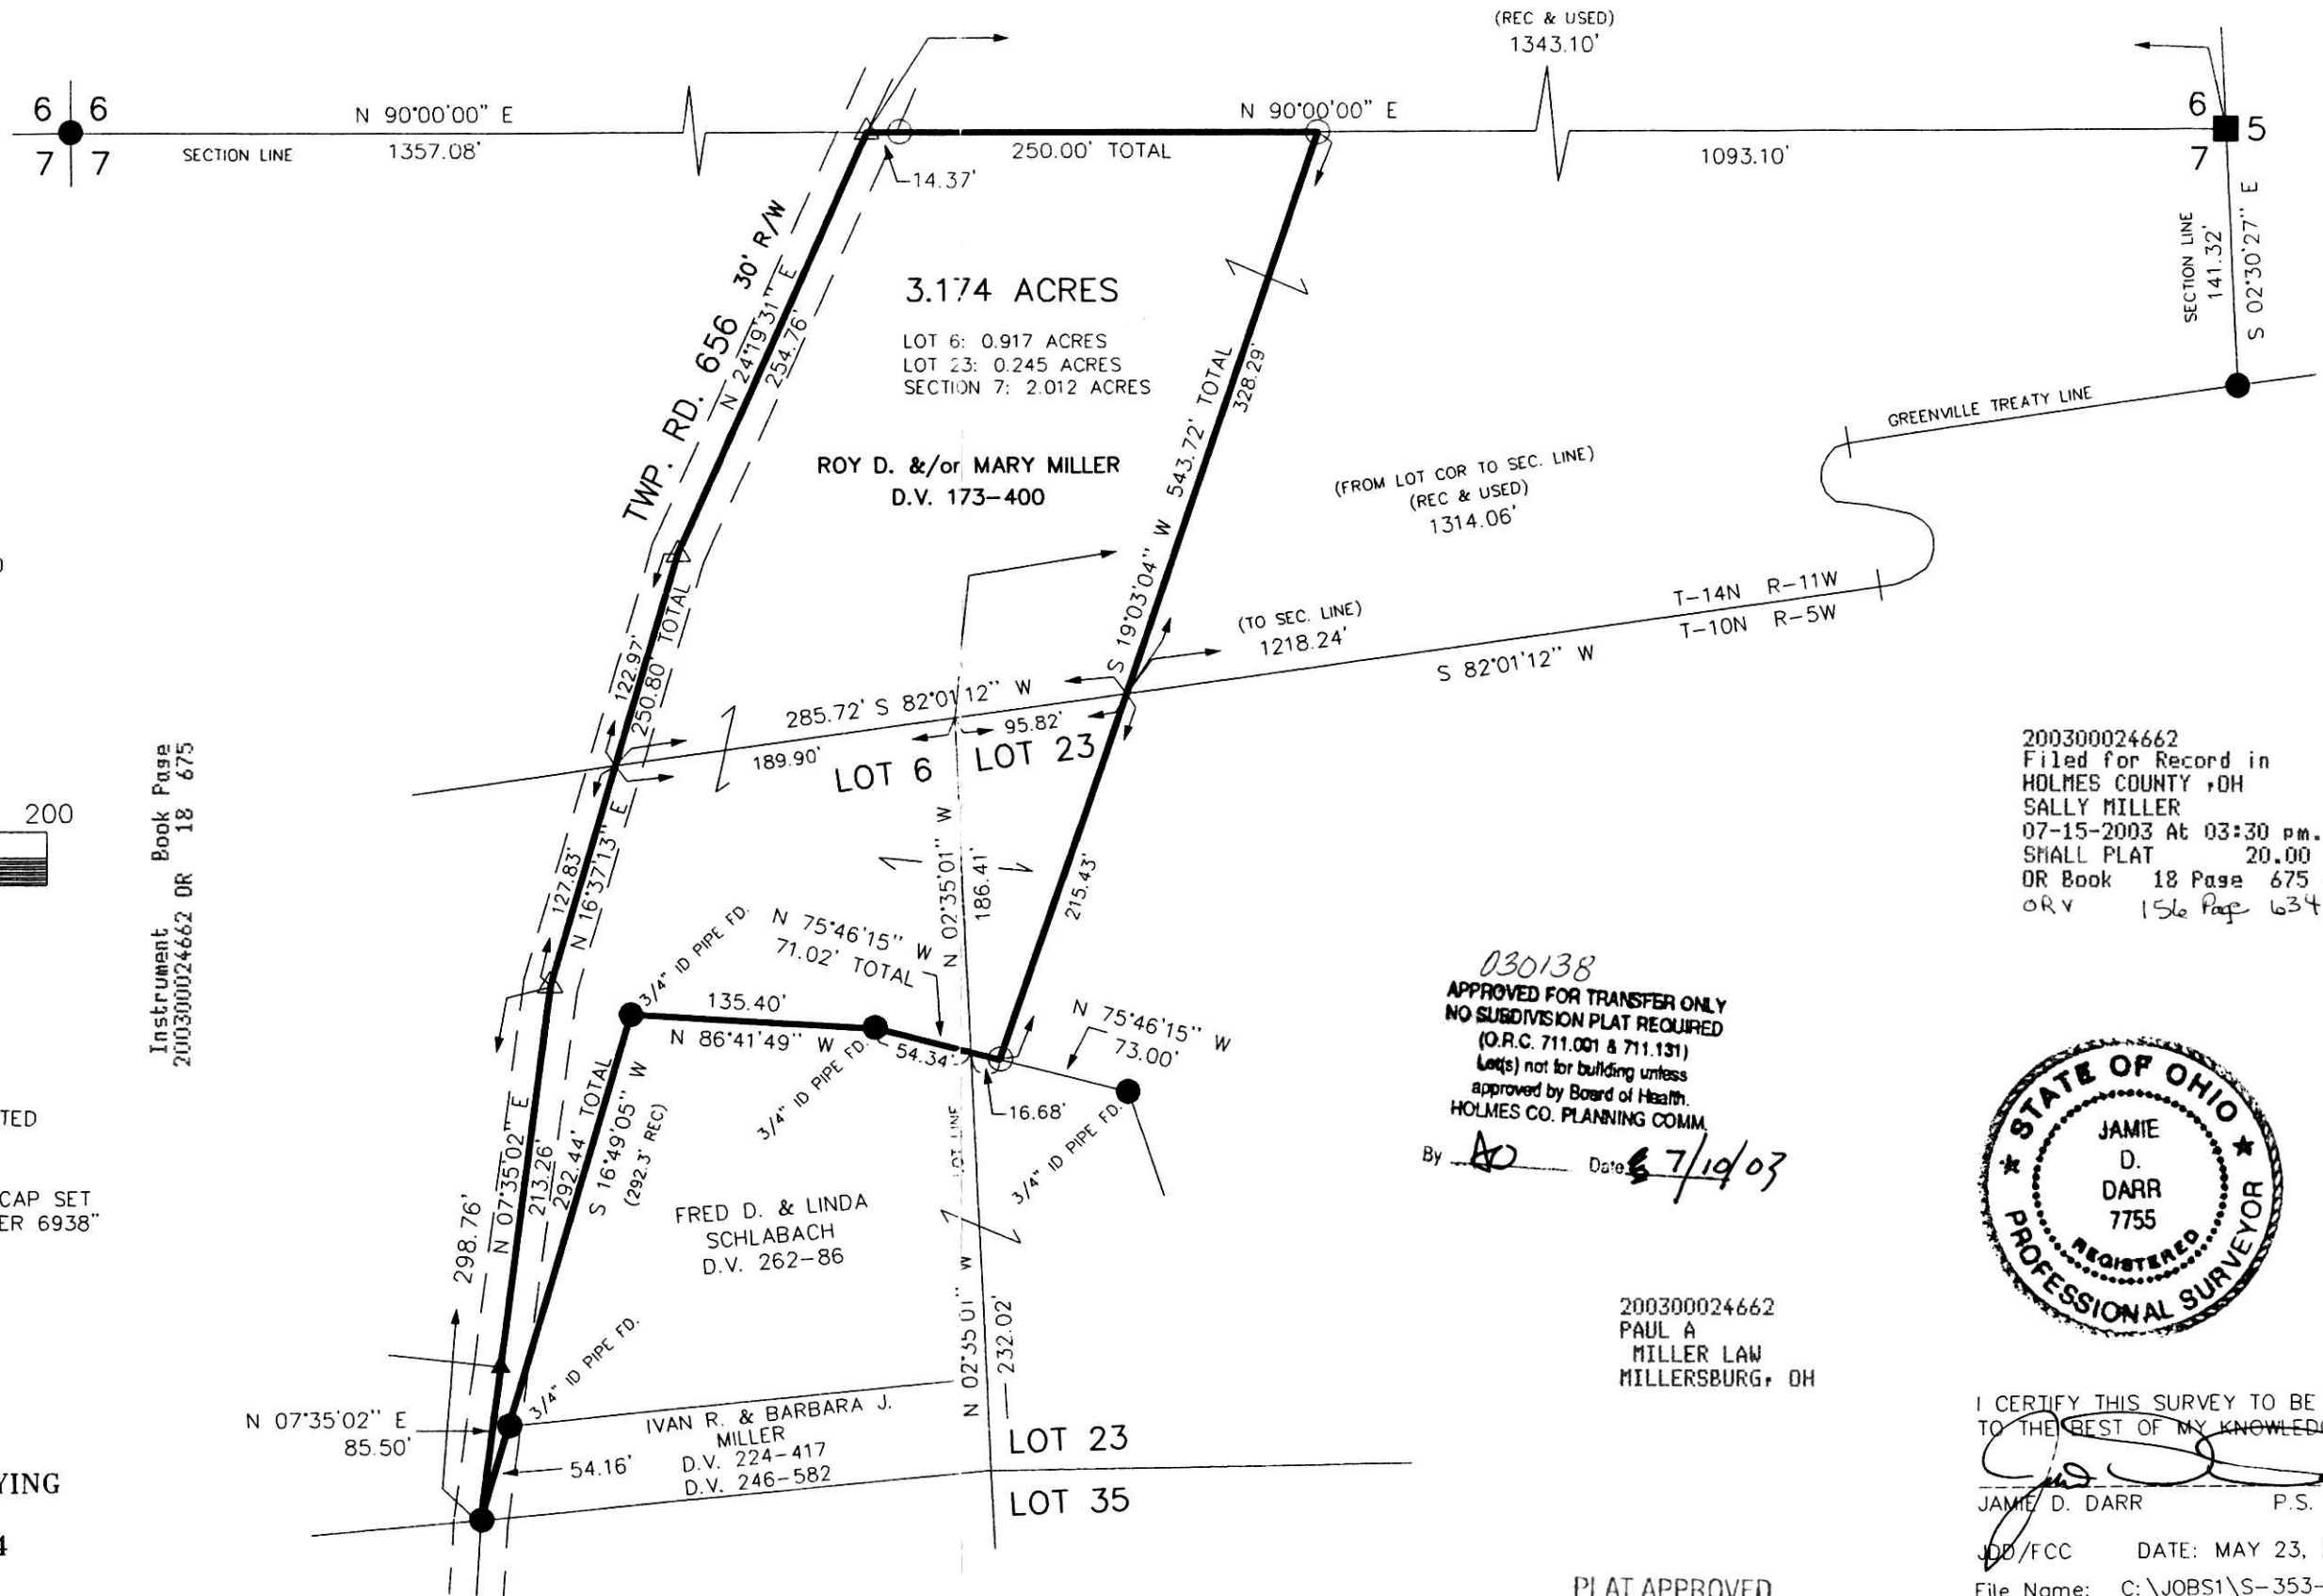 (REC & USED)
1343.10'
6 6
7 7
N 90°00'00" E
SECTION LINE
1357.08'
N 90°00'00" E
250.00' TOTAL
14.37'
1093.10'
6
5
7
SECTION LINE
141.32'
S 02°30'27" E
TWP. RD. 656 30' R/W
N 24°19'31" E
254.76'
3.174 ACRES
LOT 6: 0.917 ACRES
LOT 23: 0.245 ACRES
SECTION 7: 2.012 ACRES
ROY D. &/or MARY MILLER
D.V. 173-400
S 19°03'04" W 543.72' TOTAL
328.29'
GREENVILLE TREATY LINE
(FROM LOT COR TO SEC. LINE)
(REC & USED)
1314.06'
T-14N R-11W
T-10N R-5W
(TO SEC. LINE)
1218.24'
S 82°01'12" W
122.97'
250.80' TOTAL
285.72' S 82°01'12" W
95.82'
189.90'
LOT 6
LOT 23
200
Instrument Book Page
200300024662 OR 18 675
127.83'
N 16°37'13" E
N 02°35'01" W
186.41'
215.43'
200300024662
Filed for Record in
HOLMES COUNTY , OH
SALLY MILLER
07-15-2003 At 03:30 pm.
SMALL PLAT 20.00
OR Book 18 Page 675
ORV 156 Page 634
3/4" ID PIPE FD.
N 75°46'15" W
71.02' TOTAL
135.40'
N 86°41'49" W
3/4" ID PIPE FD.
54.34'
16.68'
N 75°46'15" W
73.00'
3/4" ID PIPE FD.
LOT LINE
030138
APPROVED FOR TRANSFER ONLY
NO SUBDIVISION PLAT REQUIRED
(O.R.C. 711.001 & 711.131)
Lot(s) not for building unless
approved by Board of Health.
HOLMES CO. PLANNING COMM.
By Date 7/10/03
STATE OF OHIO
JAMIE
D.
DARR
7755
REGISTERED
PROFESSIONAL SURVEYOR
TED
CAP SET
ER 6938"
298.76'
N 07°35'02" E
213.26'
292.44' TOTAL
S 16°49'05" W
(292.3' REC)
FRED D. & LINDA
SCHLABACH
D.V. 262-86
N 02°35'01" W
232.02'
200300024662
PAUL A
MILLER LAW
MILLERSBURG, OH
3/4" ID PIPE FD.
N 07°35'02" E
85.50'
54.16'
IVAN R. & BARBARA J.
MILLER
D.V. 224-417
D.V. 246-582
LOT 23
LOT 35
YING
4
I CERTIFY THIS SURVEY TO BE
TO THE BEST OF MY KNOWLEDG
JAMIE D. DARR P.S.
JDD/FCC DATE: MAY 23,
File Name: C:\JOBS1\S-353-
PLAT APPROVED